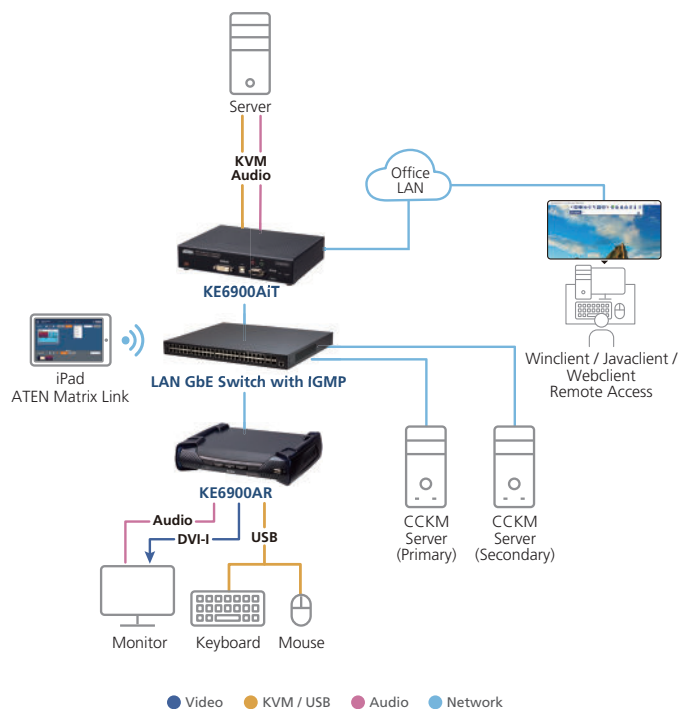 Server
KVM
Audio
Office
LAN
KE6900AiT
iPad
ATEN Matrix Link
LAN GbE Switch with IGMP
Winclient / Javaclient /
Webclient
Remote Access
KE6900AR
Audio
DVI-I
USB
CCKM
Server
(Primary)
CCKM
Server
(Secondary)
Monitor
Keyboard
Mouse
Video
KVM / USB
Audio
Network